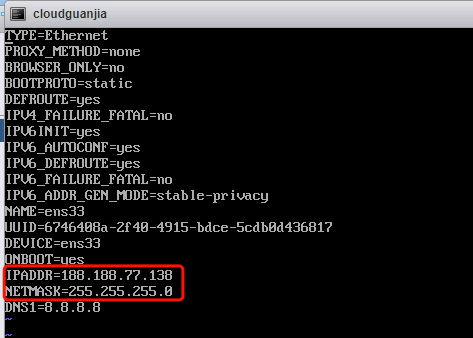 cloudguanjia
TYPE=Ethernet
PROXY_METHOD=none
BROWSER_ONLY=no
BOOTPROTO=static
DEFROUTE=yes
IPV4_FAILURE_FATAL=no
IPV6INIT=yes
IPV6_AUTOCONF=yes
IPV6_DEFROUTE=yes
IPV6_FAILURE_FATAL=no
IPV6_ADDR_GEN_MODE=stable-privacy
NAME=ens33
UUID=6746408a-2f40-4915-bdce-5cdb0d436817
DEVICE=ens33
ONBOOT=yes
IPADDR=188.188.77.138
NETMASK=255.255.255.0
DNS1=8.8.8.8
~
~